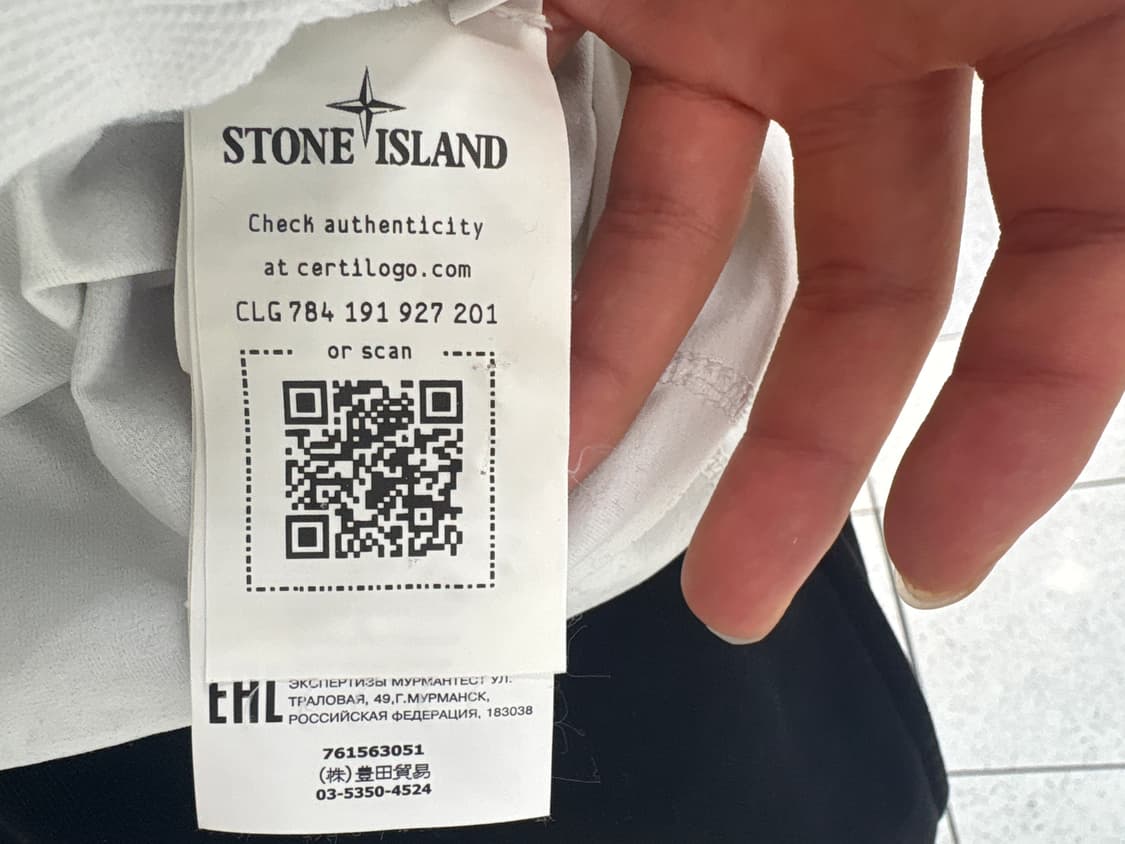 STONE ISLAND
Check authenticity
at certilogo.com
CLG 784 191 927 201
or scan
EAC
ЭКСПЕРТИЗЫ МУРМАНТЕСТ УЛ.
ТРАЛОВАЯ, 49,Г.МУРМАНСК,
РОССИЙСКАЯ ФЕДЕРАЦИЯ, 183038
761563051
(株)豊田貿易
03-5350-4524